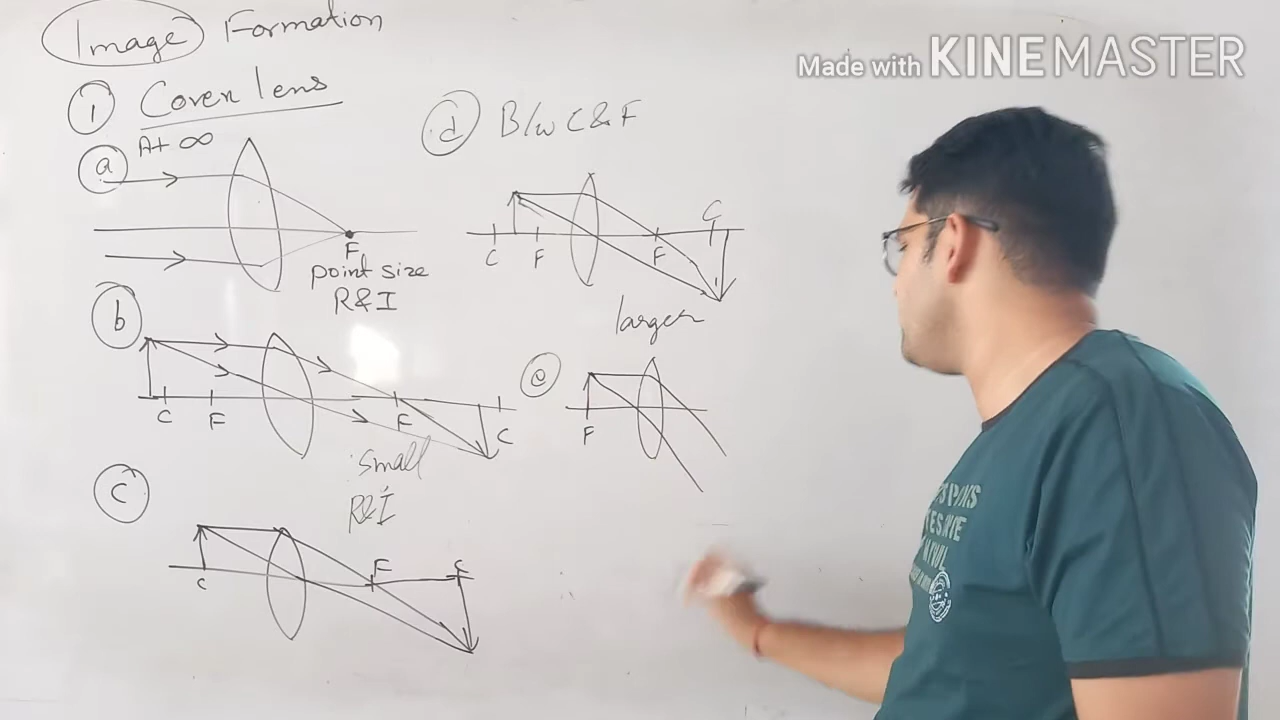 Image Formation
① Covex lens
ⓐ At ∞
F
point size
R&I
ⓑ
C F F C
small
R&I
ⓒ
C F C
ⓓ B/w C & F
C F F C
larger
ⓔ
F
Made with KINEMASTER